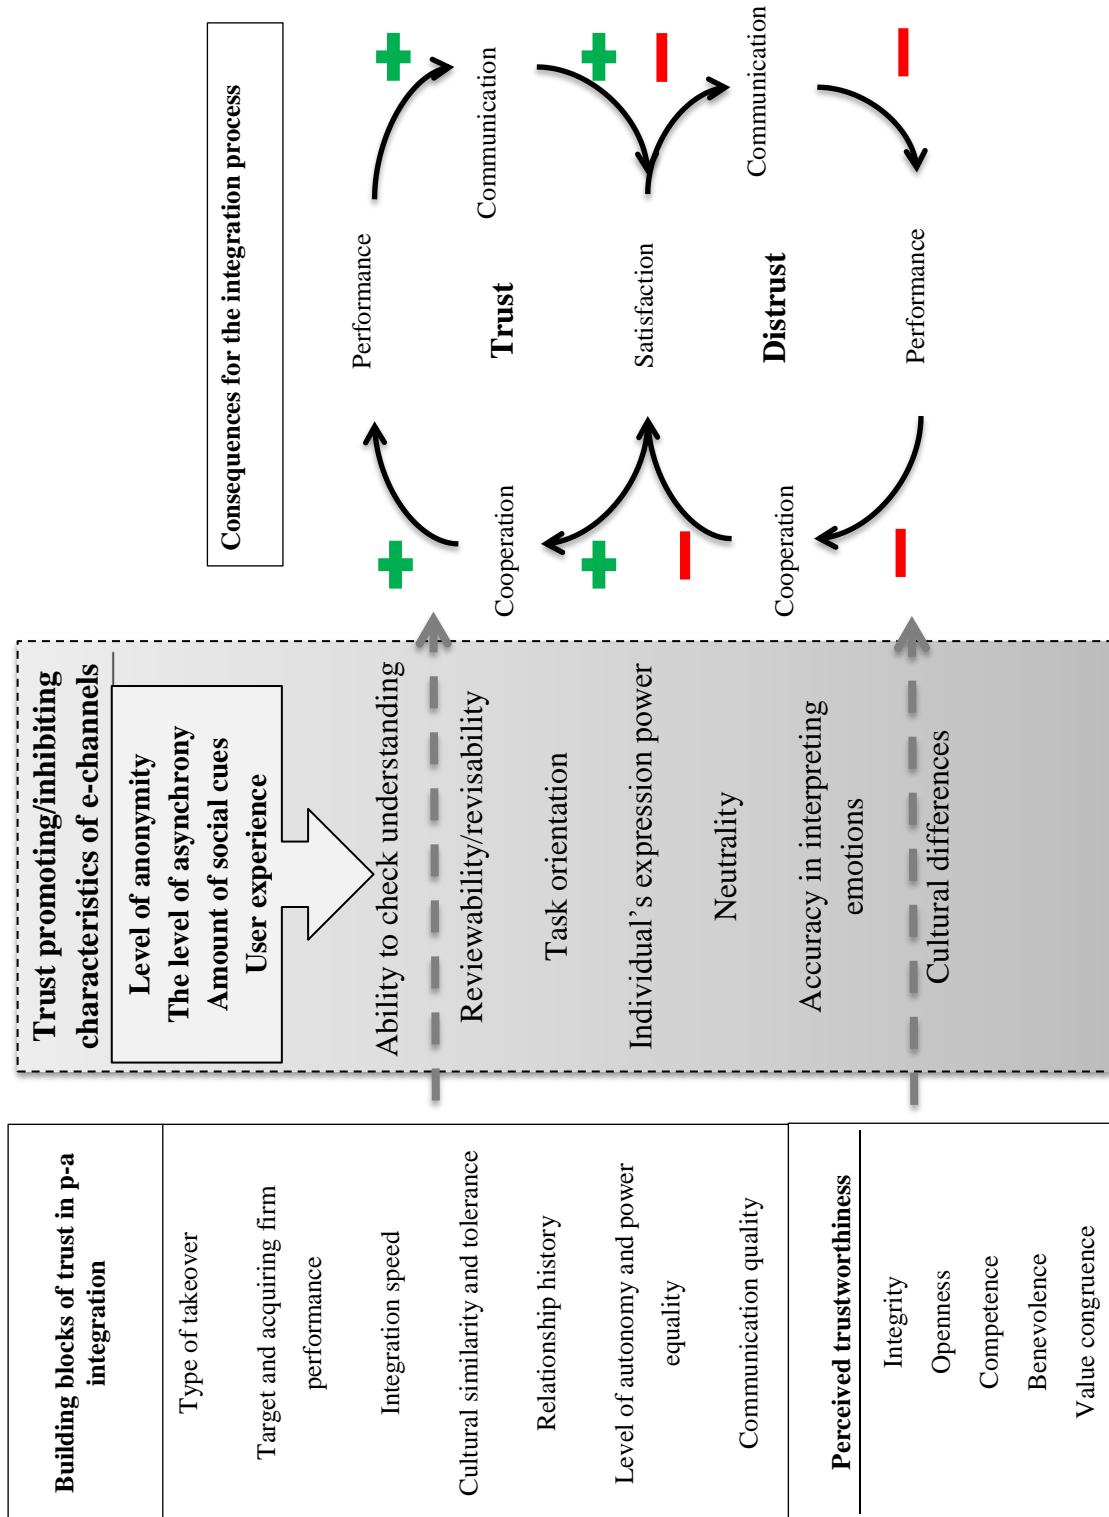 Building blocks of trust in p-a
integration
Type of takeover
Target and acquiring firm
performance
Integration speed
Cultural similarity and tolerance
Relationship history
Level of autonomy and power
equality
Communication quality
Perceived trustworthiness
Integrity
Openness
Competence
Benevolence
Value congruence
Trust promoting/inhibiting
characteristics of e-channels
Level of anonymity
The level of asynchrony
Amount of social cues
User experience
Ability to check understanding
Reviewability/revisability
Task orientation
Individual’s expression power
Neutrality
Accuracy in interpreting
emotions
Cultural differences
Consequences for the integration process
Performance
Cooperation
Trust
Communication
Satisfaction
Cooperation
Distrust
Communication
Performance